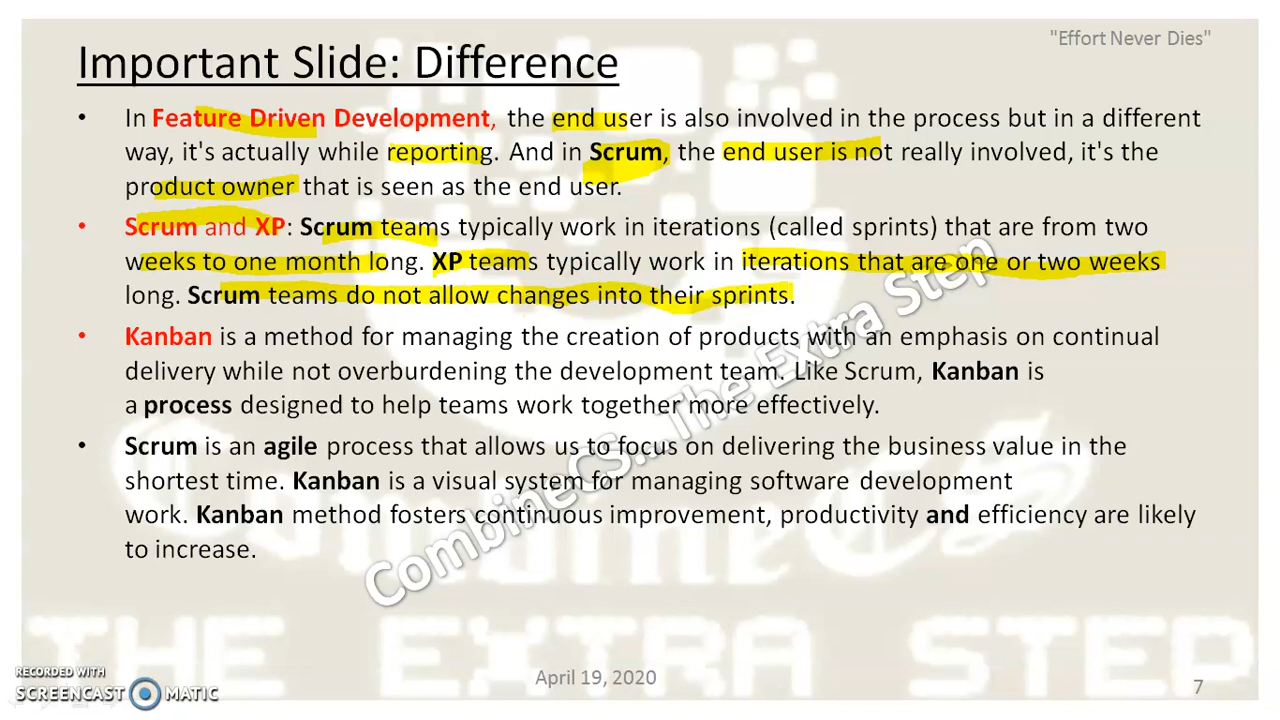 "Effort Never Dies"
Important Slide: Difference
• In Feature Driven Development, the end user is also involved in the process but in a different
way, it's actually while reporting. And in Scrum, the end user is not really involved, it's the
product owner that is seen as the end user.
• Scrum and XP: Scrum teams typically work in iterations (called sprints) that are from two
weeks to one month long. XP teams typically work in iterations that are one or two weeks
long. Scrum teams do not allow changes into their sprints.
• Kanban is a method for managing the creation of products with an emphasis on continual
delivery while not overburdening the development team. Like Scrum, Kanban is
a process designed to help teams work together more effectively.
• Scrum is an agile process that allows us to focus on delivering the business value in the
shortest time. Kanban is a visual system for managing software development
work. Kanban method fosters continuous improvement, productivity and efficiency are likely
to increase.
CombineCS...The Extra Step
THE EXTRA STEP
RECORDED WITH
SCREENCAST MATIC
April 19, 2020
7